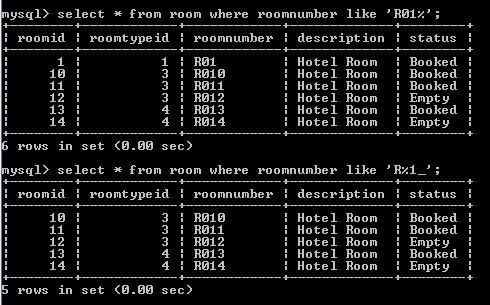 mysql> select * from room where roomnumber like 'R01%';
+--------+------------+------------+-------------+--------+
| roomid | roomtypeid | roomnumber | description | status |
+--------+------------+------------+-------------+--------+
|      1 |          1 | R01        | Hotel Room  | Booked |
|     10 |          3 | R010       | Hotel Room  | Booked |
|     11 |          3 | R011       | Hotel Room  | Booked |
|     12 |          3 | R012       | Hotel Room  | Empty  |
|     13 |          4 | R013       | Hotel Room  | Booked |
|     14 |          4 | R014       | Hotel Room  | Empty  |
+--------+------------+------------+-------------+--------+
6 rows in set (0.00 sec)
mysql> select * from room where roomnumber like 'R%1_';
+--------+------------+------------+-------------+--------+
| roomid | roomtypeid | roomnumber | description | status |
+--------+------------+------------+-------------+--------+
|     10 |          3 | R010       | Hotel Room  | Booked |
|     11 |          3 | R011       | Hotel Room  | Booked |
|     12 |          3 | R012       | Hotel Room  | Empty  |
|     13 |          4 | R013       | Hotel Room  | Booked |
|     14 |          4 | R014       | Hotel Room  | Empty  |
+--------+------------+------------+-------------+--------+
5 rows in set (0.00 sec)